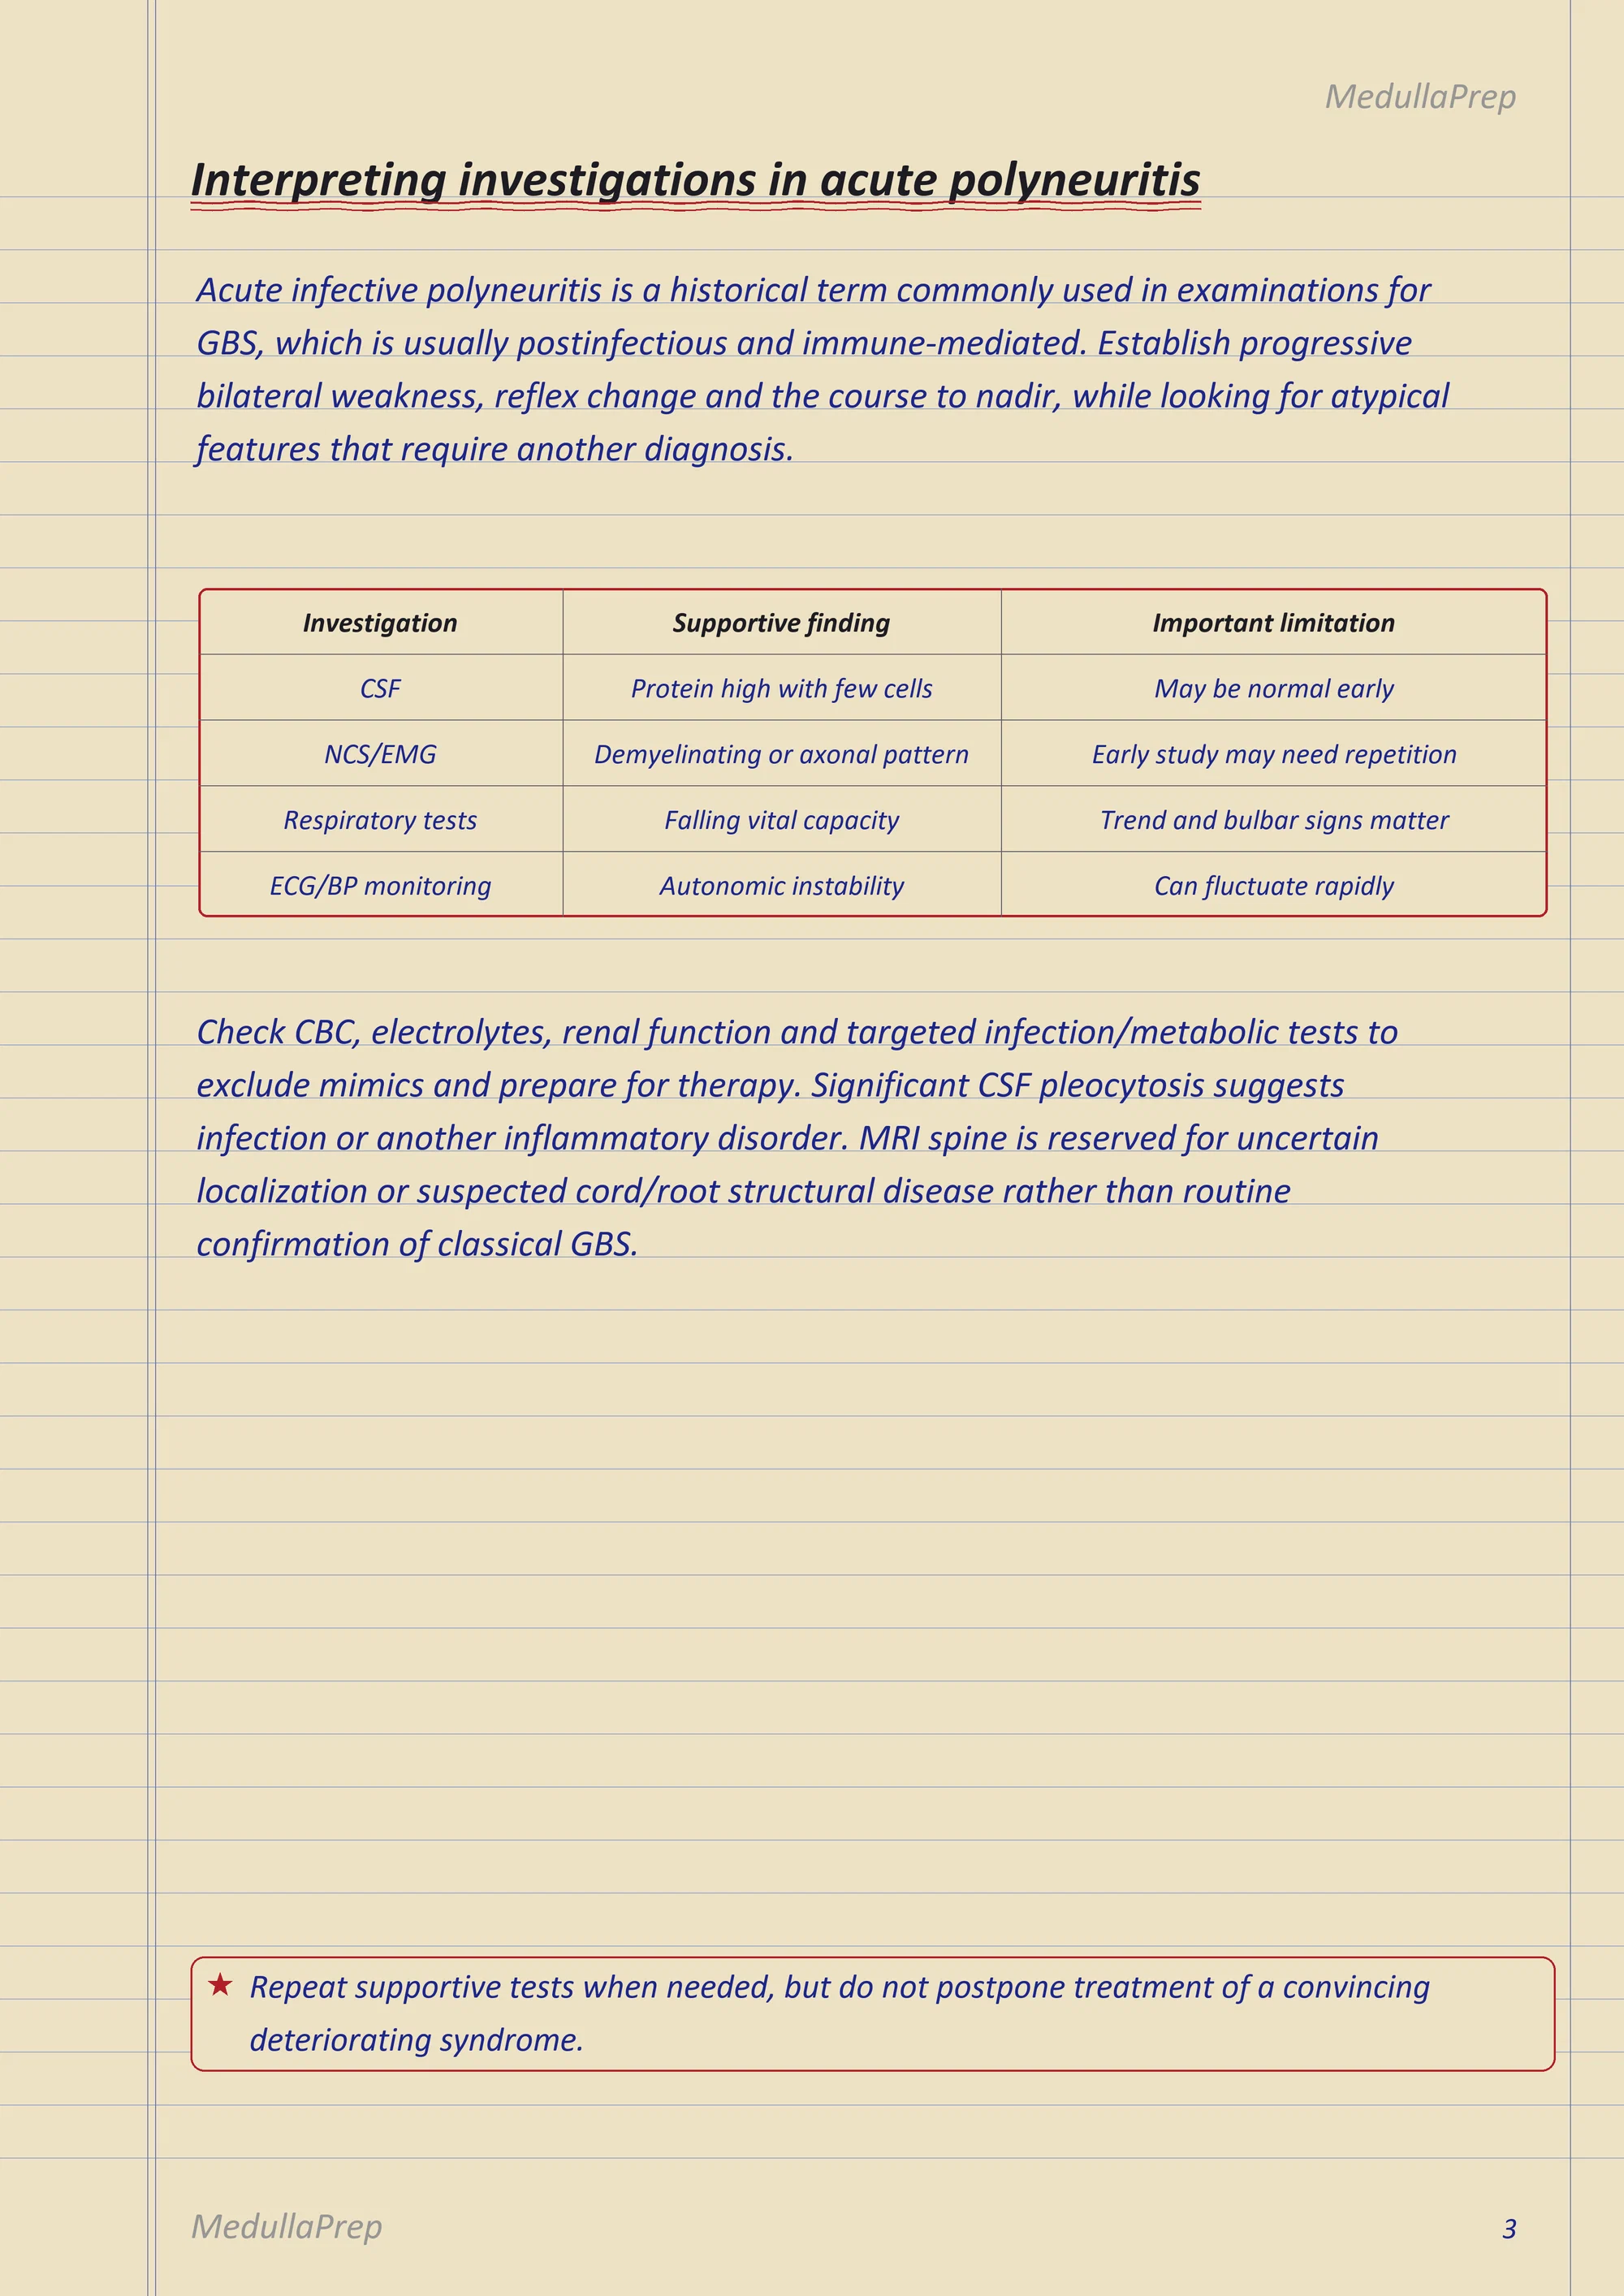 MedullaPrep
Interpreting investigations in acute polyneuritis
Acute infective polyneuritis is a historical term commonly used in examinations for
GBS, which is usually postinfectious and immune-mediated. Establish progressive
bilateral weakness, reflex change and the course to nadir, while looking for atypical
features that require another diagnosis.
Investigation Supportive finding Important limitation
CSF Protein high with few cells May be normal early
NCS/EMG Demyelinating or axonal pattern Early study may need repetition
Respiratory tests Falling vital capacity Trend and bulbar signs matter
ECG/BP monitoring Autonomic instability Can fluctuate rapidly
Check CBC, electrolytes, renal function and targeted infection/metabolic tests to
exclude mimics and prepare for therapy. Significant CSF pleocytosis suggests
infection or another inflammatory disorder. MRI spine is reserved for uncertain
localization or suspected cord/root structural disease rather than routine
confirmation of classical GBS.
★ Repeat supportive tests when needed, but do not postpone treatment of a convincing
deteriorating syndrome.
MedullaPrep 3